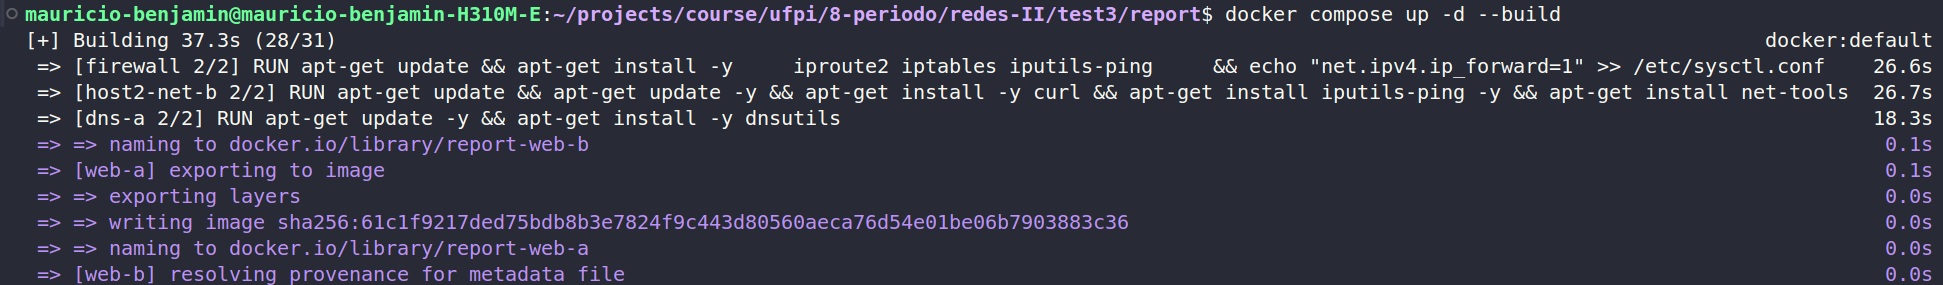 mauricio-benjamin@mauricio-benjamin-H310M-E:~/projects/course/ufpi/8-periodo/redes-II/test3/report$ docker compose up -d --build
[+] Building 37.3s (28/31) docker:default
=> [firewall 2/2] RUN apt-get update && apt-get install -y     iproute2 iptables iputils-ping     && echo "net.ipv4.ip_forward=1" >> /etc/sysctl.conf 26.6s
=> [host2-net-b 2/2] RUN apt-get update && apt-get update -y && apt-get install -y curl && apt-get install iputils-ping -y && apt-get install net-tools 26.7s
=> [dns-a 2/2] RUN apt-get update -y && apt-get install -y dnsutils 18.3s
=> => naming to docker.io/library/report-web-b 0.1s
=> [web-a] exporting to image 0.1s
=> => exporting layers 0.0s
=> => writing image sha256:61c1f9217ded75bdb8b3e7824f9c443d80560aeca76d54e01be06b7903883c36 0.0s
=> => naming to docker.io/library/report-web-a 0.0s
=> [web-b] resolving provenance for metadata file 0.0s